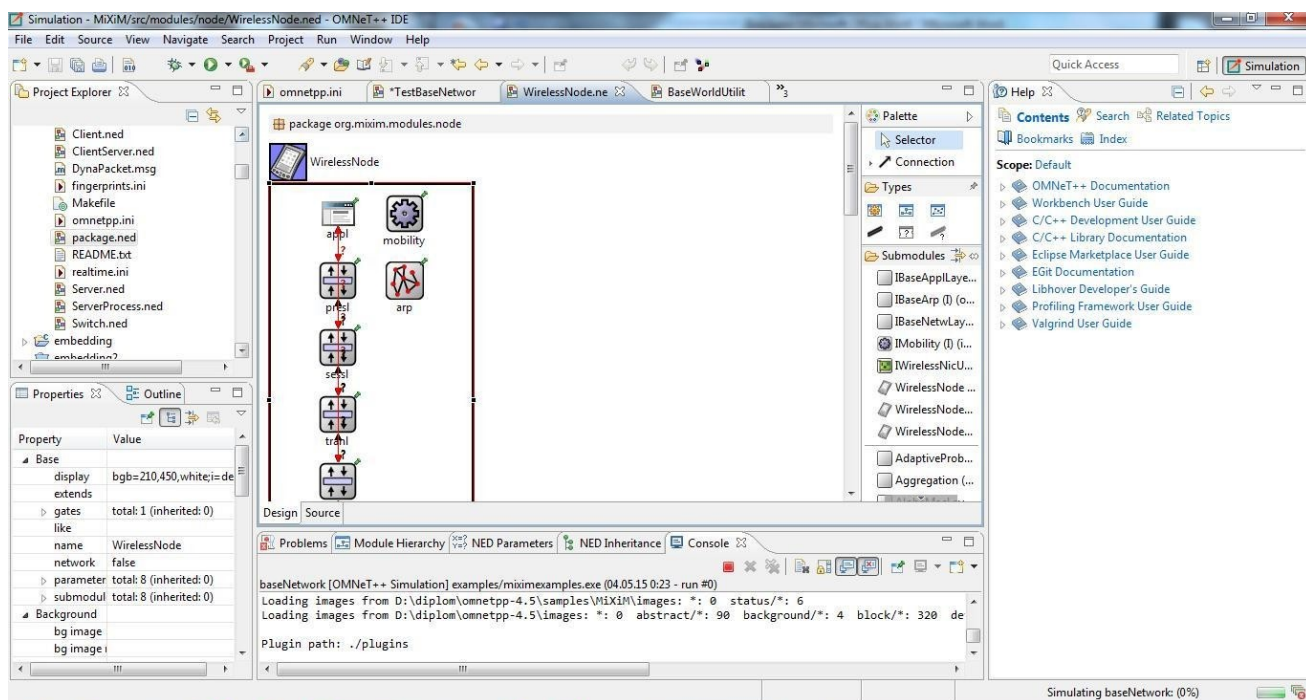 Simulation - MiXiM/src/modules/node/WirelessNode.ned - OMNeT++ IDE
File Edit Source View Navigate Search Project Run Window Help
Quick Access
Simulation
Project Explorer
Client.ned
ClientServer.ned
DynaPacket.msg
fingerprints.ini
Makefile
omnetpp.ini
package.ned
README.txt
realtime.ini
Server.ned
ServerProcess.ned
Switch.ned
embedding
embedding2
Properties Outline
Property Value
Base
display bgb=210,450,white;i=de
extends
gates total: 1 (inherited: 0)
like
name WirelessNode
network false
parameter total: 8 (inherited: 0)
submodul total: 8 (inherited: 0)
Background
bg image
bg image
omnetpp.ini *TestBaseNetwor WirelessNode.ne BaseWorldUtilit »3
package org.mixim.modules.node
WirelessNode
appl
mobility
presl
arp
sessl
tranl
Design Source
Palette
Selector
Connection
Types
Submodules
IBaseApplLaye...
IBaseArp (I) (o...
IBaseNetwLay...
IMobility (I) (i...
IWirelessNicU...
WirelessNode ...
WirelessNode...
WirelessNode...
AdaptiveProb...
Aggregation (...
Problems Module Hierarchy NED Parameters NED Inheritance Console
baseNetwork [OMNeT++ Simulation] examples/miximexamples.exe (04.05.15 0:23 - run #0)
Loading images from D:\diplom\omnetpp-4.5\samples\MiXiM\images: *: 0 status/*: 6
Loading images from D:\diplom\omnetpp-4.5\images: *: 0 abstract/*: 90 background/*: 4 block/*: 320 de
Plugin path: ./plugins
Help
Contents Search Related Topics
Bookmarks Index
Scope: Default
OMNeT++ Documentation
Workbench User Guide
C/C++ Development User Guide
C/C++ Library Documentation
Eclipse Marketplace User Guide
EGit Documentation
Libhover Developer's Guide
Profiling Framework User Guide
Valgrind User Guide
Simulating baseNetwork: (0%)